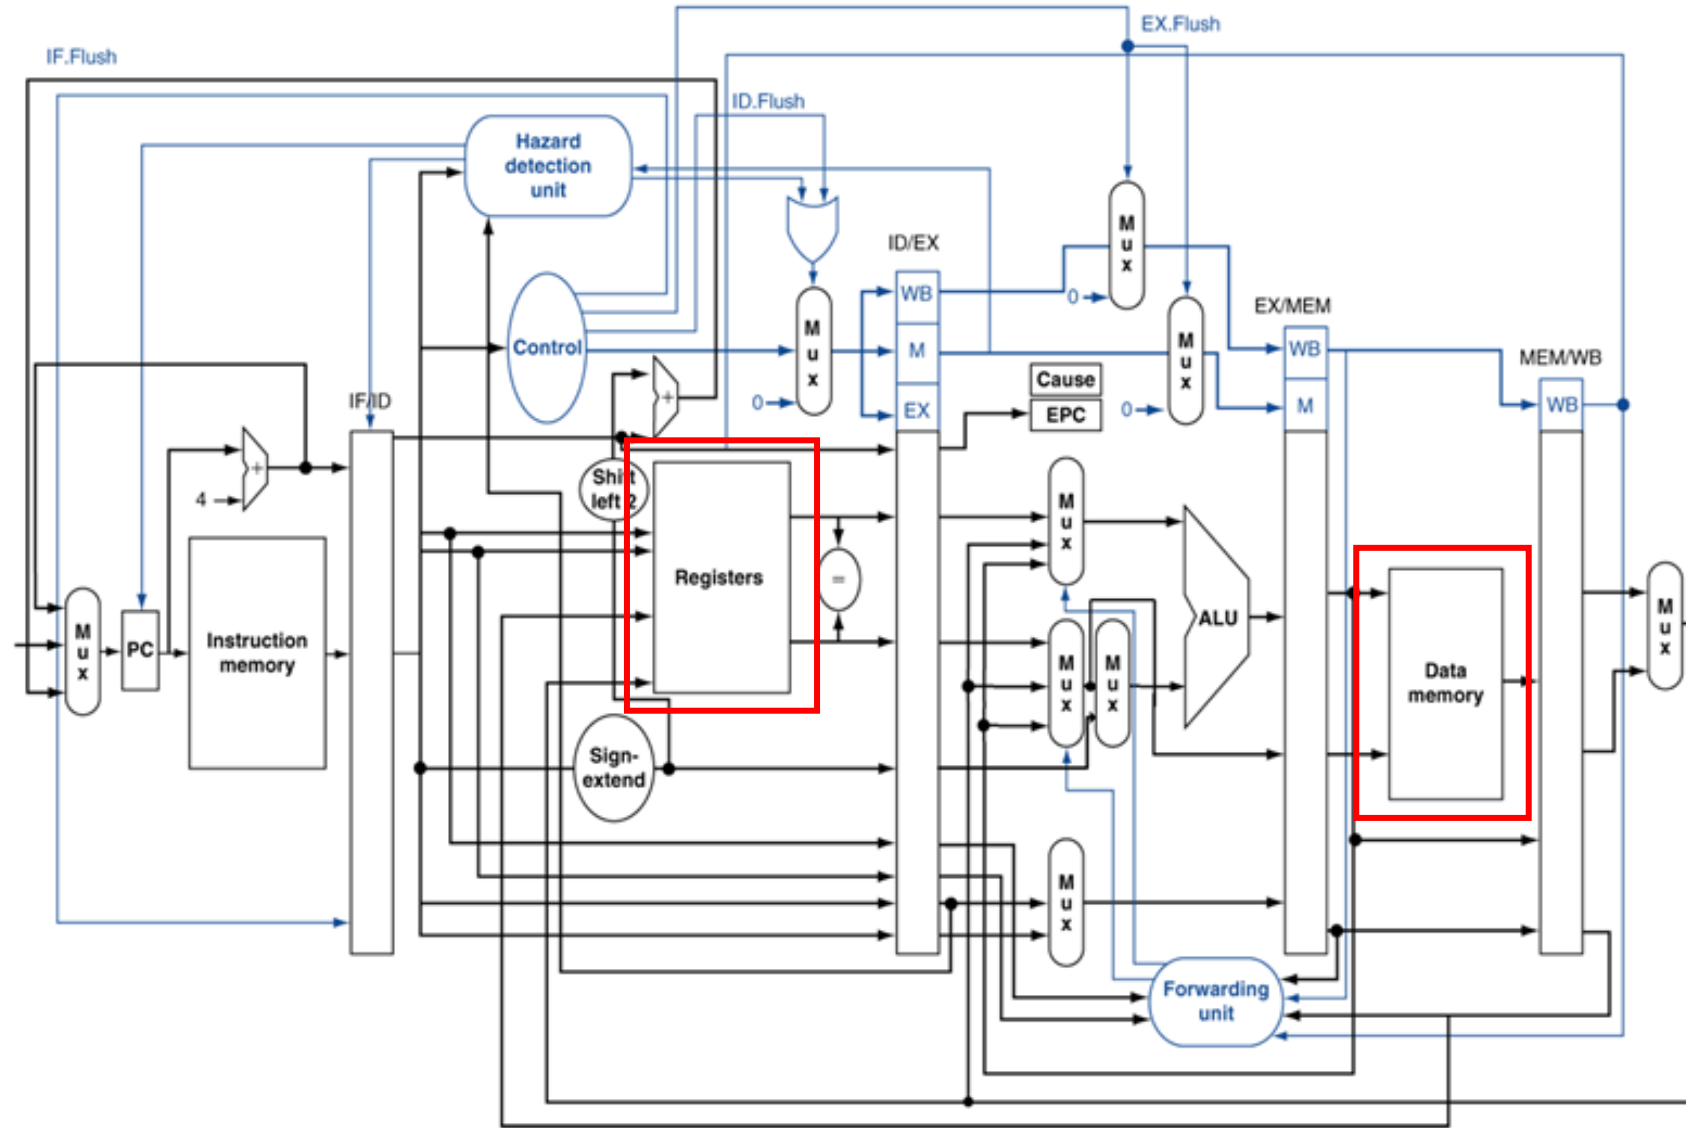 EX.Flush
IF.Flush
ID.Flush
Hazard
detection
unit
M
u
x
ID/EX
WB
0
EX/MEM
Control
M
u
x
M
M
u
x
WB
MEM/WB
Cause
IF/ID
+
0
EX
EPC
0
M
WB
+
4
Shift
left 2
M
u
x
Registers
=
M
u
x
PC
Instruction
memory
M
u
x
M
u
x
ALU
Data
memory
M
u
x
Sign-
extend
M
u
x
Forwarding
unit